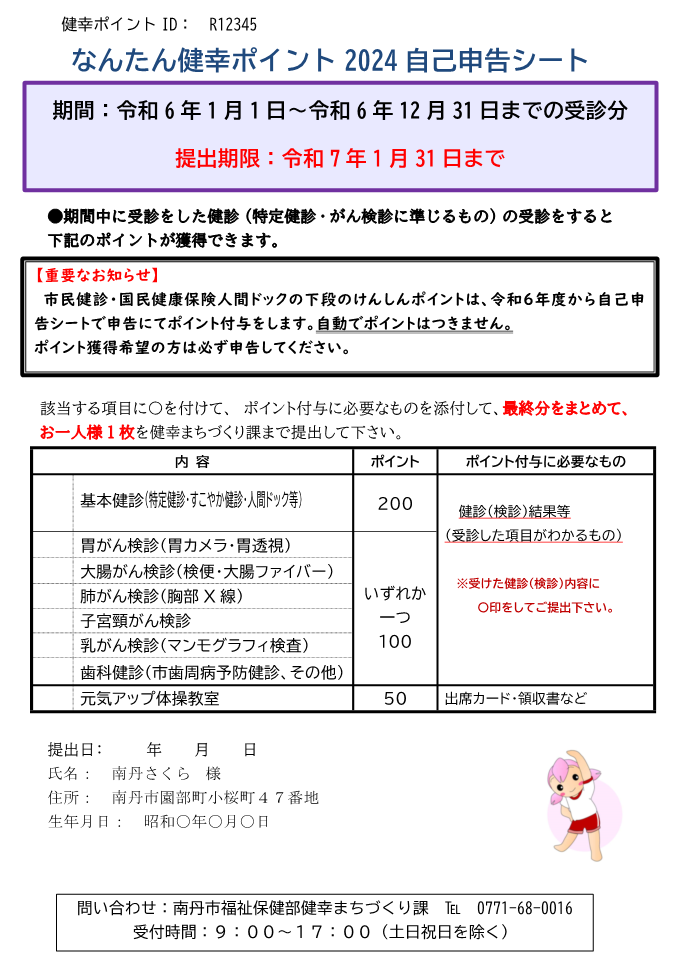 健幸ポイント ID： R12345
なんたん健幸ポイント 2024 自己申告シート
期間：令和 6 年 1 月 1 日～令和 6 年 12 月 31 日までの受診分
提出期限：令和 7 年 1 月 31 日まで
●期間中に受診をした健診（特定健診・がん検診に準じるもの）の受診をすると
下記のポイントが獲得できます。
【重要なお知らせ】
市民健診・国民健康保険人間ドックの下段のけんしんポイントは、令和６年度から自己申
告シートで申告にてポイント付与をします。自動でポイントはつきません。
ポイント獲得希望の方は必ず申告してください。
該当する項目に〇を付けて、 ポイント付与に必要なものを添付して、最終分をまとめて、
お一人様１枚を健幸まちづくり課まで提出して下さい。
内 容 ポイント ポイント付与に必要なもの
基本健診(特定健診・すこやか健診・人間ドック等) 200
健診（検診）結果等
（受診した項目がわかるもの）
※受けた健診（検診）内容に
〇印をしてご提出下さい。
胃がん検診（胃カメラ・胃透視）
大腸がん検診（検便・大腸ファイバー）
肺がん検診（胸部 X 線）
子宮頸がん検診
乳がん検診（マンモグラフィ検査）
歯科健診（市歯周病予防健診、その他）
いずれか
一つ
100
元気アップ体操教室 50 出席カード・領収書など
提出日： 年 月 日
氏名： 南丹さくら 様
住所： 南丹市園部町小桜町４７番地
生年月日： 昭和〇年〇月〇日
問い合わせ：南丹市福祉保健部健幸まちづくり課 ℡ 0771-68-0016
受付時間：９：００～１７：００（土日祝日を除く）